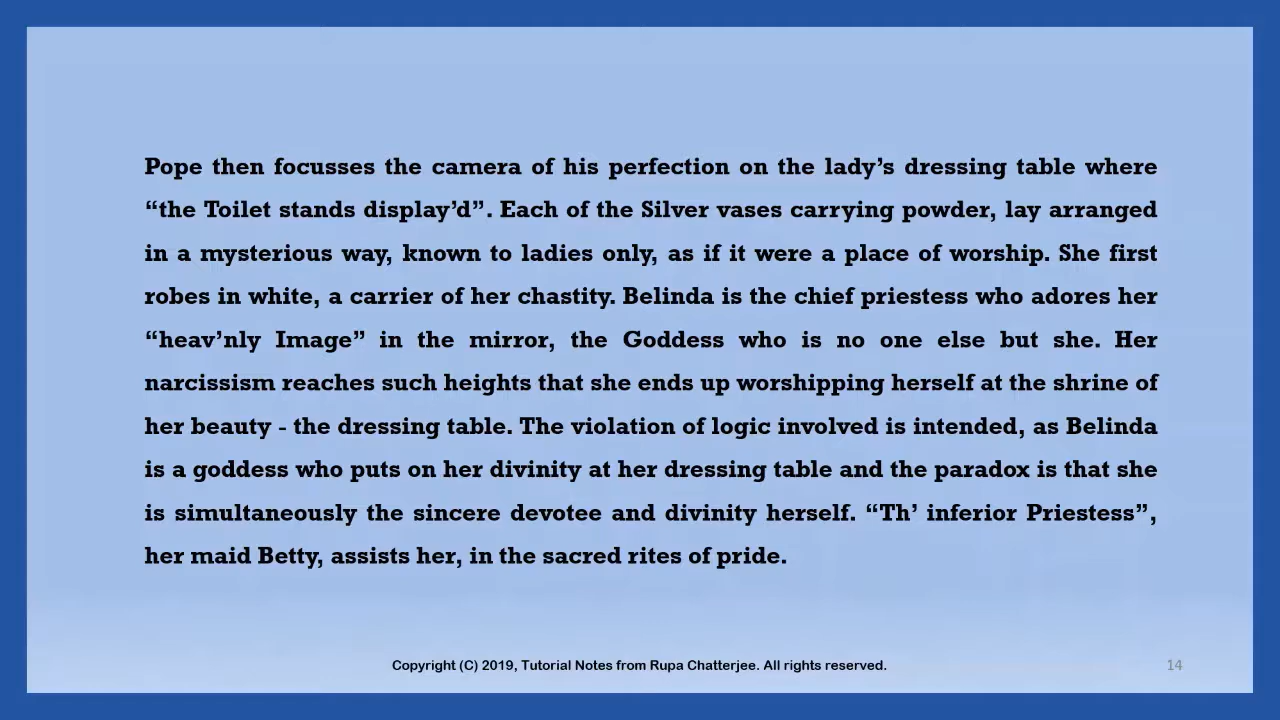 Pope then focusses the camera of his perfection on the lady’s dressing table where
“the Toilet stands display’d”. Each of the Silver vases carrying powder, lay arranged
in a mysterious way, known to ladies only, as if it were a place of worship. She first
robes in white, a carrier of her chastity. Belinda is the chief priestess who adores her
“heav’nly Image” in the mirror, the Goddess who is no one else but she. Her
narcissism reaches such heights that she ends up worshipping herself at the shrine of
her beauty - the dressing table. The violation of logic involved is intended, as Belinda
is a goddess who puts on her divinity at her dressing table and the paradox is that she
is simultaneously the sincere devotee and divinity herself. “Th’ inferior Priestess”,
her maid Betty, assists her, in the sacred rites of pride.
Copyright (C) 2019, Tutorial Notes from Rupa Chatterjee. All rights reserved.
14